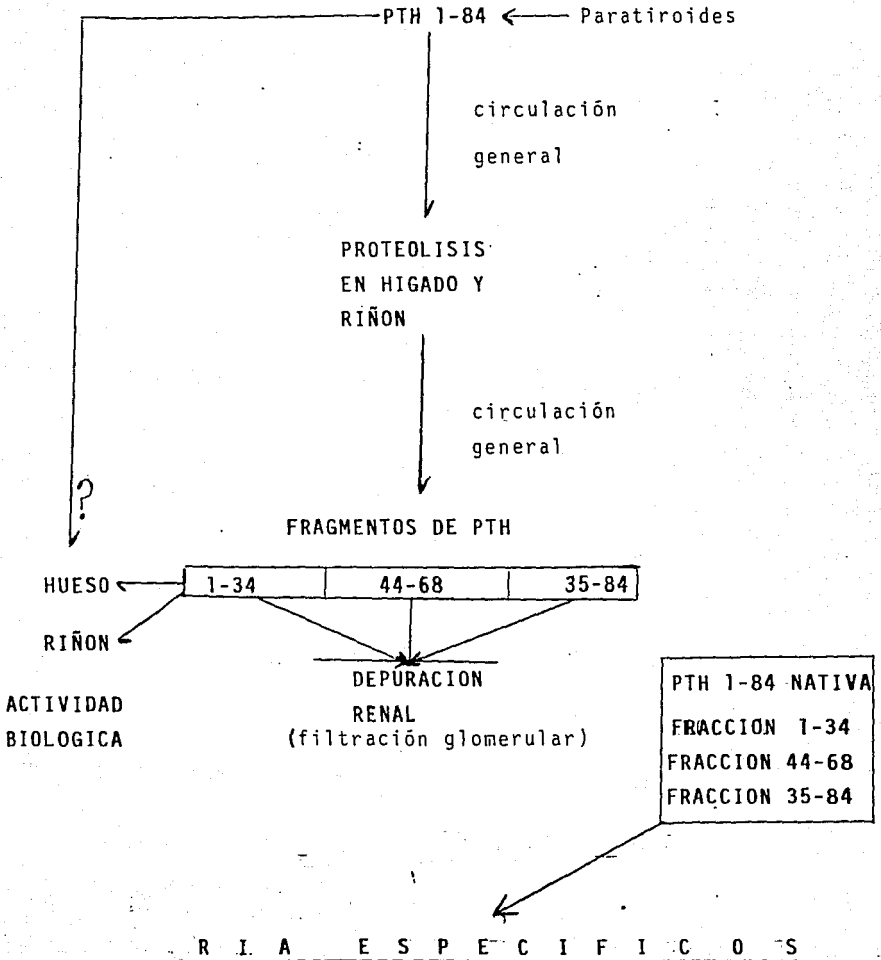 PTH 1-84 Paratiroides
circulación
general
PROTEOLISIS
EN HIGADO Y
RIÑON
circulación
general
?
FRAGMENTOS DE PTH
HUESO 1-34 44-68 35-84
RIÑON
DEPURACION
RENAL
(filtración glomerular)
ACTIVIDAD
BIOLOGICA
PTH 1-84 NATIVA
FRACCION 1-34
FRACCION 44-68
FRACCION 35-84
R I A E S P E C I F I C O S